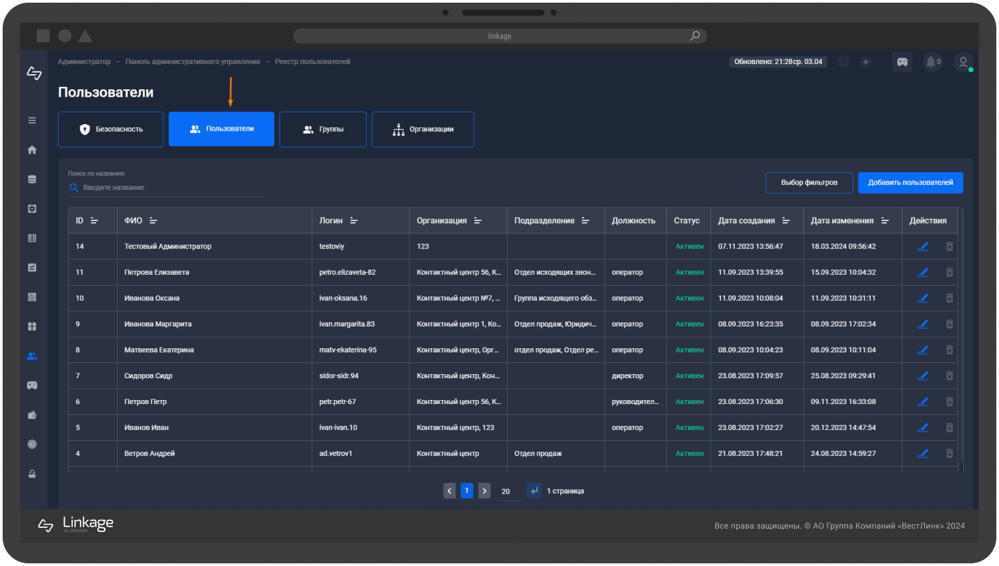 linkage
Администратор – Панель административного управления – Реестр пользователей
Обновлено: 21:28 ср. 03.04
0
Пользователи
Безопасность
Пользователи
Группы
Организации
Поиск по названию
Введите название
Выбор фильтров
Добавить пользователей
ID ФИО Логин Организация Подразделение Должность Статус Дата создания Дата изменения Действия
14 Тестовый Администратор testoviy 123 Активен 07.11.2023 13:56:47 18.03.2024 09:56:42
11 Петрова Елизавета petro.elizaveta-82 Контактный центр 56, К... Отдел исходящих звон... оператор Активен 11.09.2023 13:39:55 15.09.2023 10:04:32
10 Иванова Оксана ivan-oksana.16 Контактный центр №7, ... Группа исходящего обз... оператор Активен 11.09.2023 10:08:04 11.09.2023 10:31:11
9 Иванова Маргарита ivan.margarita.83 Контактный центр 1, Ко... Отдел продаж, Юридич... оператор Активен 08.09.2023 16:23:35 08.09.2023 17:02:34
8 Матвеева Екатерина matv-ekaterina-95 Контактный центр, Орг... отдел продаж, Отдел ре... оператор Активен 08.09.2023 10:04:23 08.09.2023 10:11:04
7 Сидоров Сидр sidor-sidr.94 Контактный центр, Кон... директор Активен 23.08.2023 17:09:57 25.08.2023 09:29:41
6 Петров Петр petr.petr-67 Контактный центр 56, К... руководител... Активен 23.08.2023 17:06:30 09.11.2023 16:33:08
5 Иванов Иван ivan-ivan.10 Контактный центр, 123 оператор Активен 23.08.2023 17:02:27 20.12.2023 14:47:54
4 Ветров Андрей ad.vetrov1 Контактный центр Отдел продаж Активен 21.08.2023 17:48:21 24.08.2023 14:59:27
1 20 1 страница
Linkage
AI DRIVEN
Все права защищены. © АО Группа Компаний «ВестЛинк» 2024